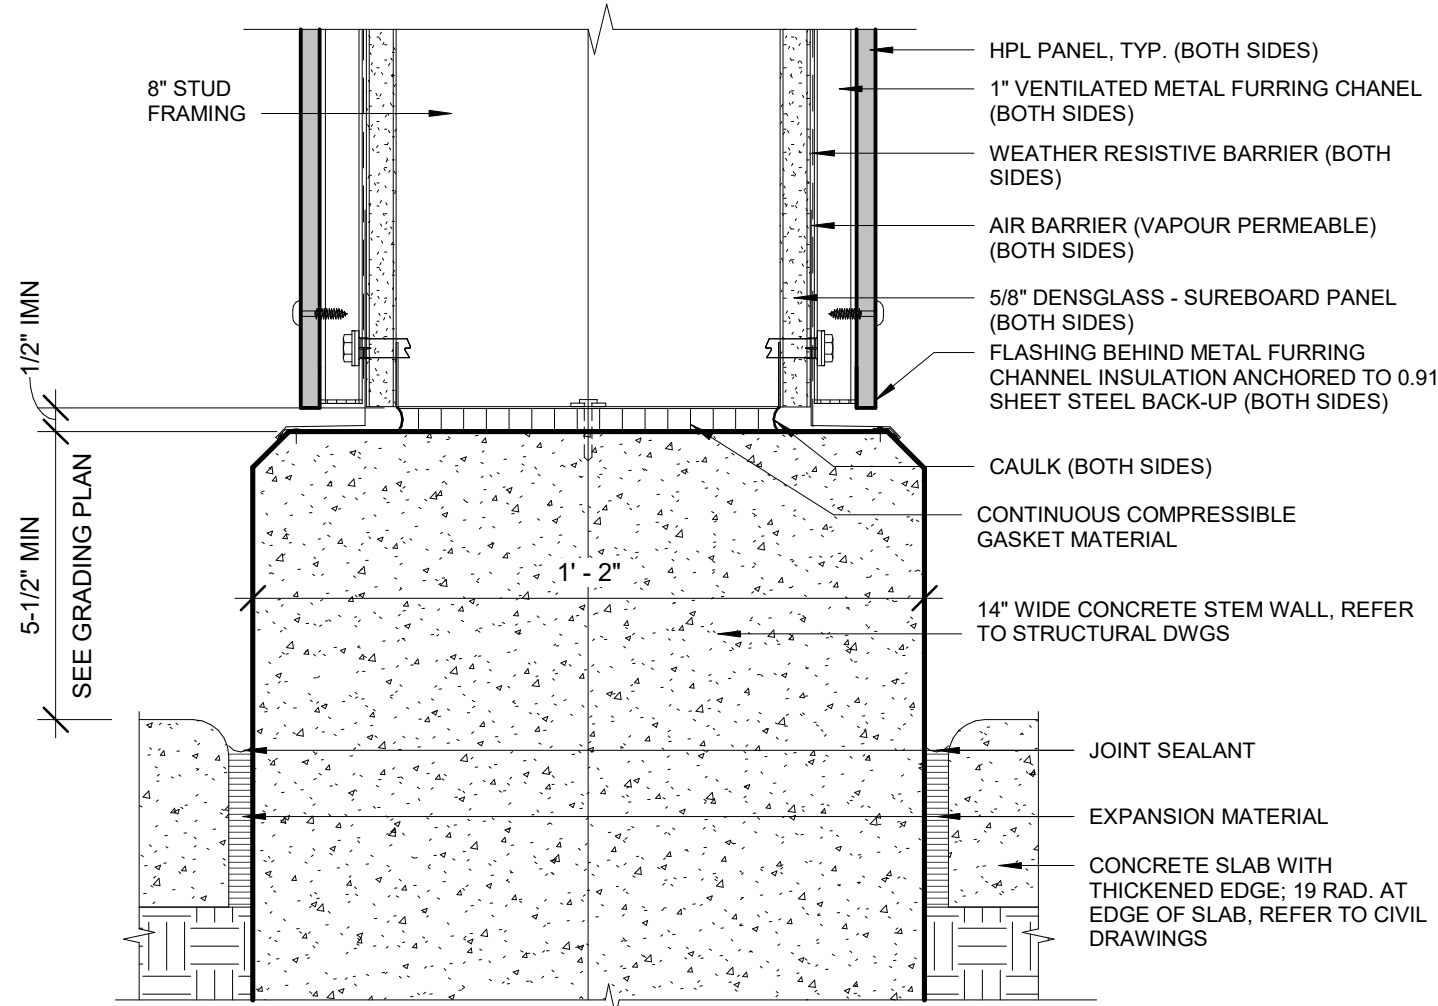 8" STUD
FRAMING
1/2" IMN
5-1/2" MIN
SEE GRADING PLAN
1' - 2"
HPL PANEL, TYP. (BOTH SIDES)
1" VENTILATED METAL FURRING CHANEL
(BOTH SIDES)
WEATHER RESISTIVE BARRIER (BOTH
SIDES)
AIR BARRIER (VAPOUR PERMEABLE)
(BOTH SIDES)
5/8" DENSGLASS - SUREBOARD PANEL
(BOTH SIDES)
FLASHING BEHIND METAL FURRING
CHANNEL INSULATION ANCHORED TO 0.91
SHEET STEEL BACK-UP (BOTH SIDES)
CAULK (BOTH SIDES)
CONTINUOUS COMPRESSIBLE
GASKET MATERIAL
14" WIDE CONCRETE STEM WALL, REFER
TO STRUCTURAL DWGS
JOINT SEALANT
EXPANSION MATERIAL
CONCRETE SLAB WITH
THICKENED EDGE; 19 RAD. AT
EDGE OF SLAB, REFER TO CIVIL
DRAWINGS